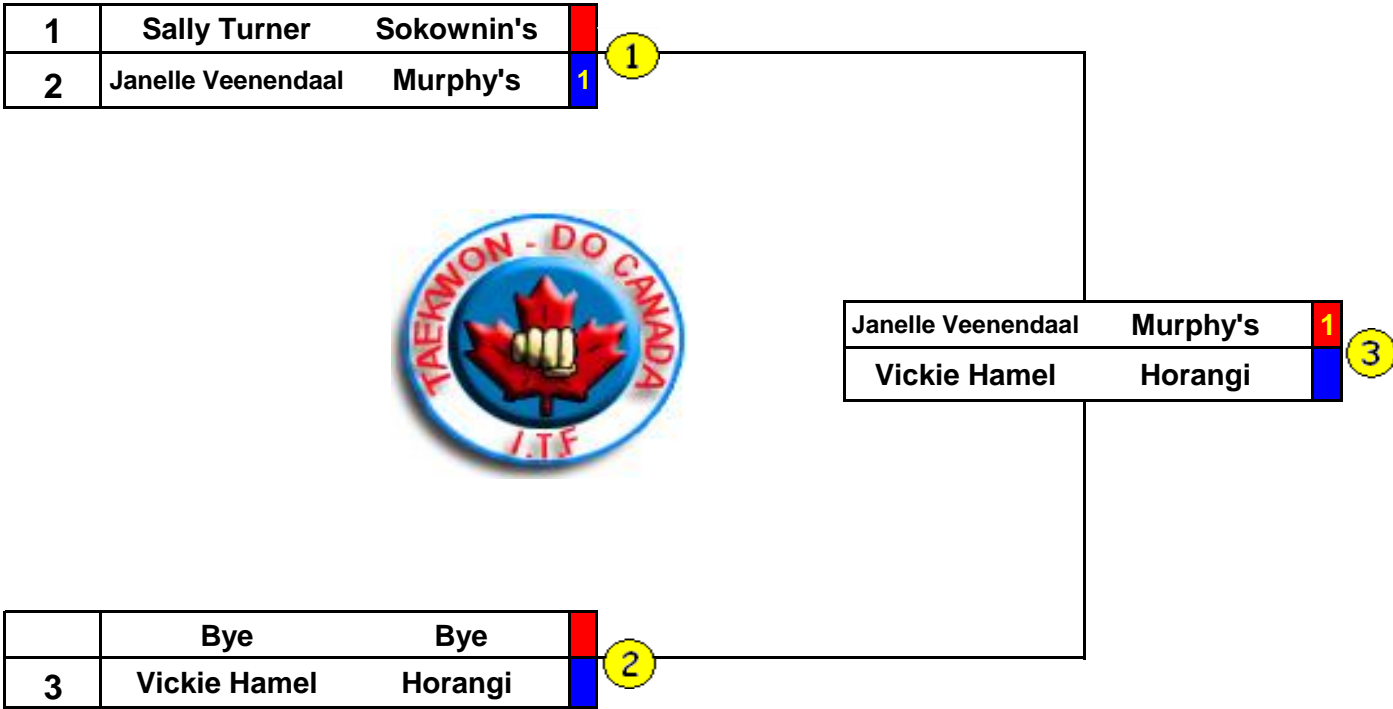 1 Sally Turner Sokownin's
1
2 Janelle Veenendaal Murphy's 1
TAEKWON - DO CANADA
I.T.F
Janelle Veenendaal Murphy's 1
3
Vickie Hamel Horangi
Bye Bye
2
3 Vickie Hamel Horangi